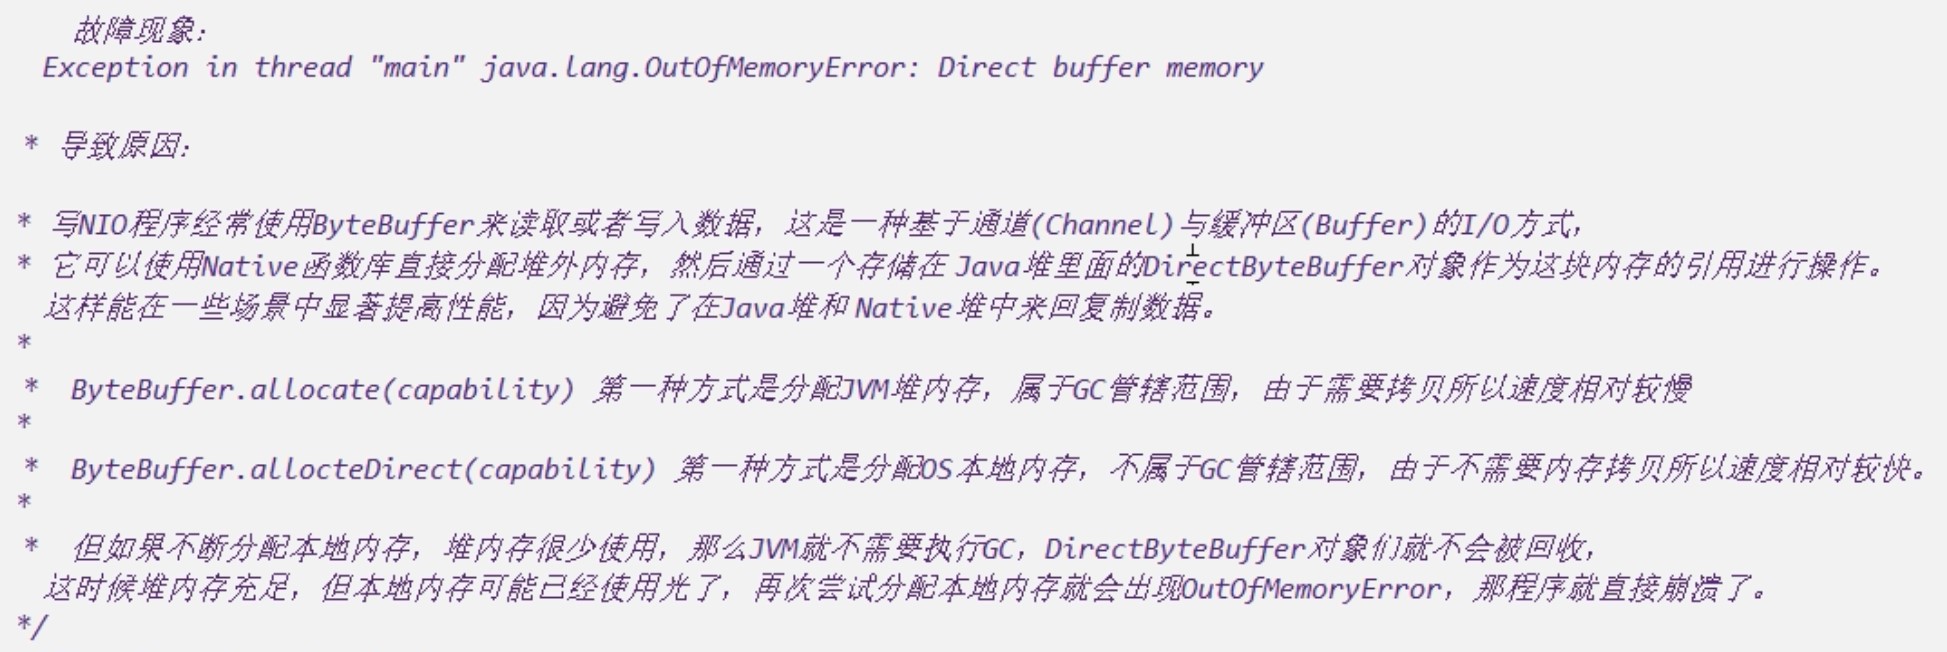 故障现象:
Exception in thread "main" java.lang.OutOfMemoryError: Direct buffer memory
* 导致原因:
* 写NIO程序经常使用ByteBuffer来读取或者写入数据，这是一种基于通道(Channel)与缓冲区(Buffer)的I/O方式，
* 它可以使用Native函数库直接分配堆外内存，然后通过一个存储在 Java堆里面的DirectByteBuffer对象作为这块内存的引用进行操作。
这样能在一些场景中显著提高性能，因为避免了在Java堆和 Native堆中来回复制数据。
*
* ByteBuffer.allocate(capability) 第一种方式是分配JVM堆内存，属于GC管辖范围，由于需要拷贝所以速度相对较慢
*
* ByteBuffer.allocteDirect(capability) 第一种方式是分配OS本地内存，不属于GC管辖范围，由于不需要内存拷贝所以速度相对较快。
*
* 但如果不断分配本地内存，堆内存很少使用，那么JVM就不需要执行GC，DirectByteBuffer对象们就不会被回收，
这时候堆内存充足，但本地内存可能已经使用光了，再次尝试分配本地内存就会出现OutOfMemoryError，那程序就直接崩溃了。
*/